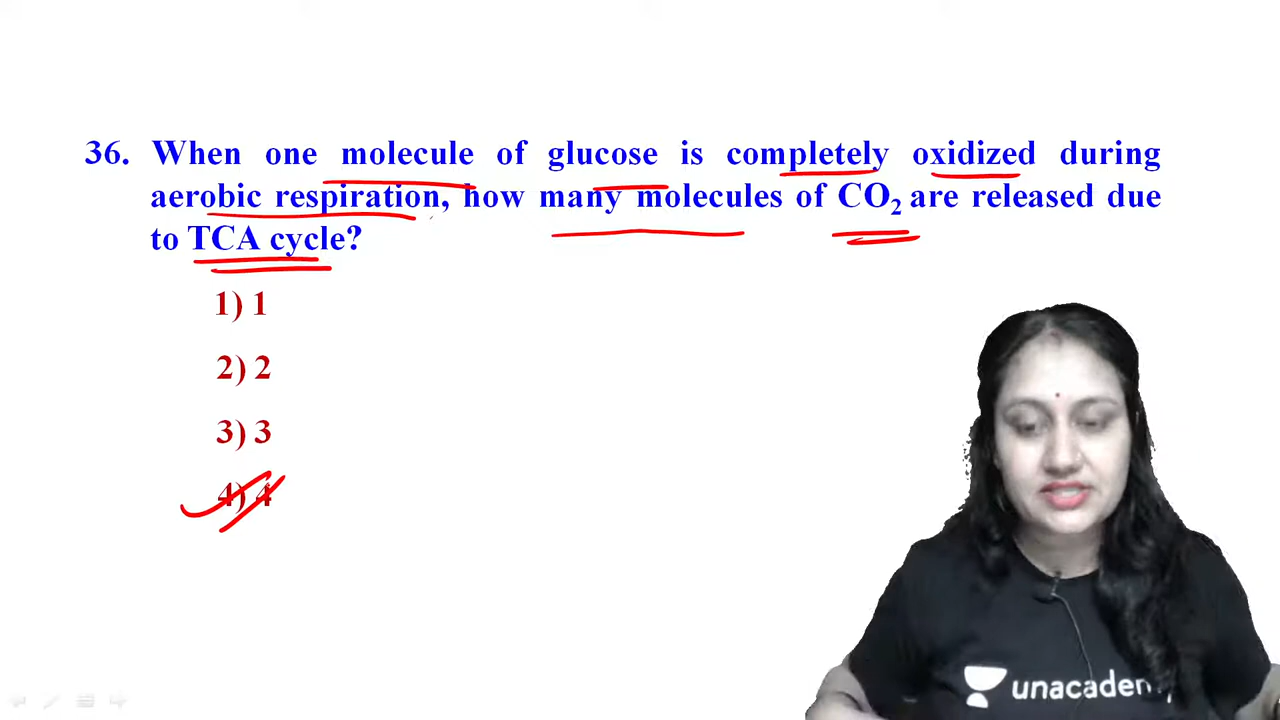 36. When one molecule of glucose is completely oxidized during
aerobic respiration, how many molecules of CO₂ are released due
to TCA cycle?
1) 1
2) 2
3) 3
4) 4
unacademy